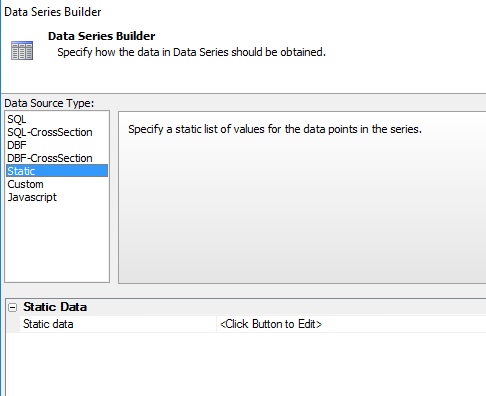 Data Series Builder
Data Series Builder
Specify how the data in Data Series should be obtained.
Data Source Type:
SQL
SQL-CrossSection
DBF
DBF-CrossSection
Static
Custom
Javascript
Specify a static list of values for the data points in the series.
Static Data
Static data <Click Button to Edit>